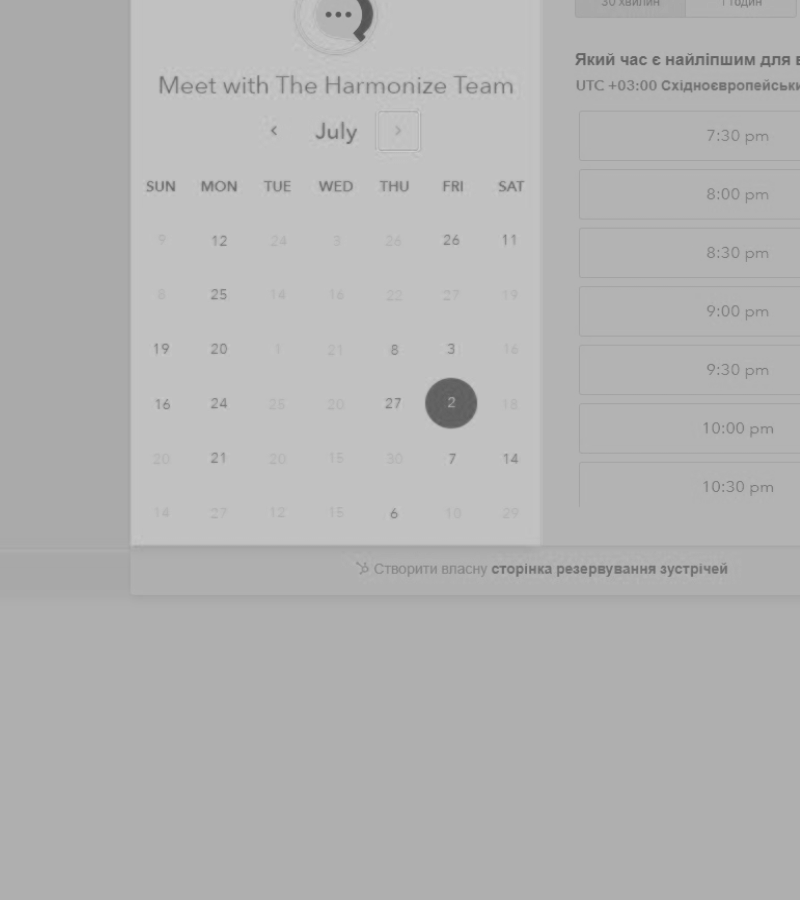 Meet with The Harmonize Team
‹ July ›
SUN MON TUE WED THU FRI SAT
9 12 24 3 26 26 11
8 25 14 16 22 27 19
19 20 1 21 8 3 16
16 24 25 20 27 2 18
20 21 20 15 30 7 14
14 27 12 15 6 10 29
30 хвилин 1 годин
Який час є найліпшим для в
UTC +03:00 Східноєвропейськи
7:30 pm
8:00 pm
8:30 pm
9:00 pm
9:30 pm
10:00 pm
10:30 pm
Створити власну сторінка резервування зустрічей